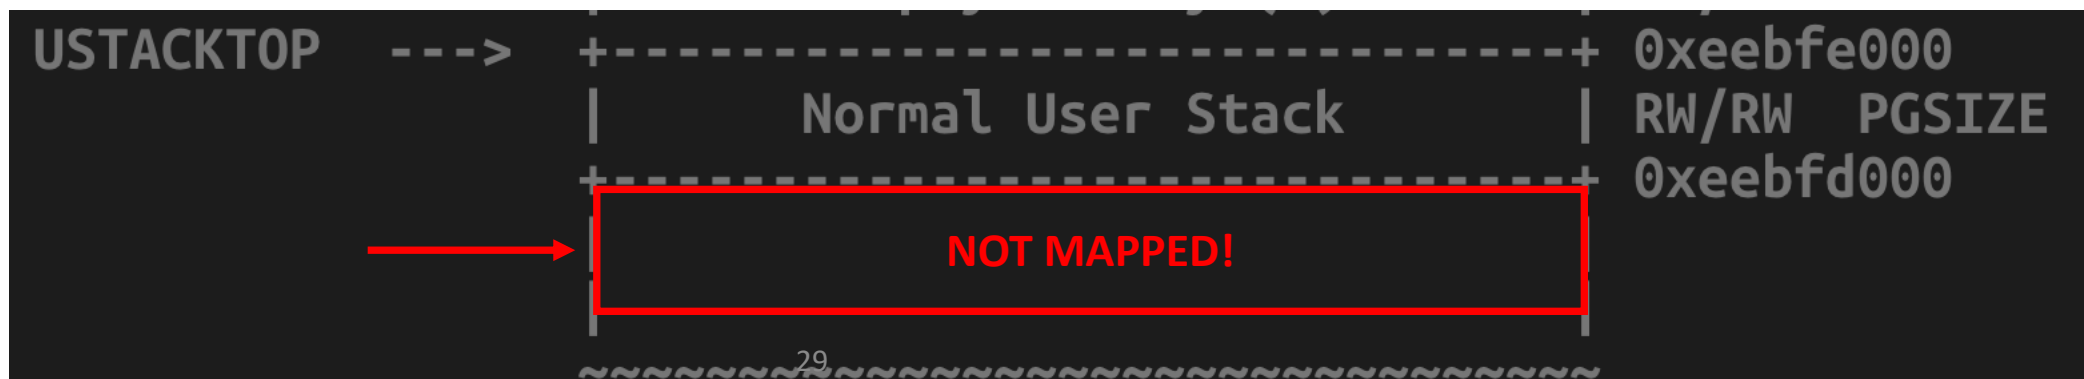 USTACKTOP ---> +------------------------------+ 0xeebfe000
| Normal User Stack | RW/RW PGSIZE
+------------------------------+ 0xeebfd000
NOT MAPPED!
29
~~~~~~~~~~~~~~~~~~~~~~~~~~~~~~~~